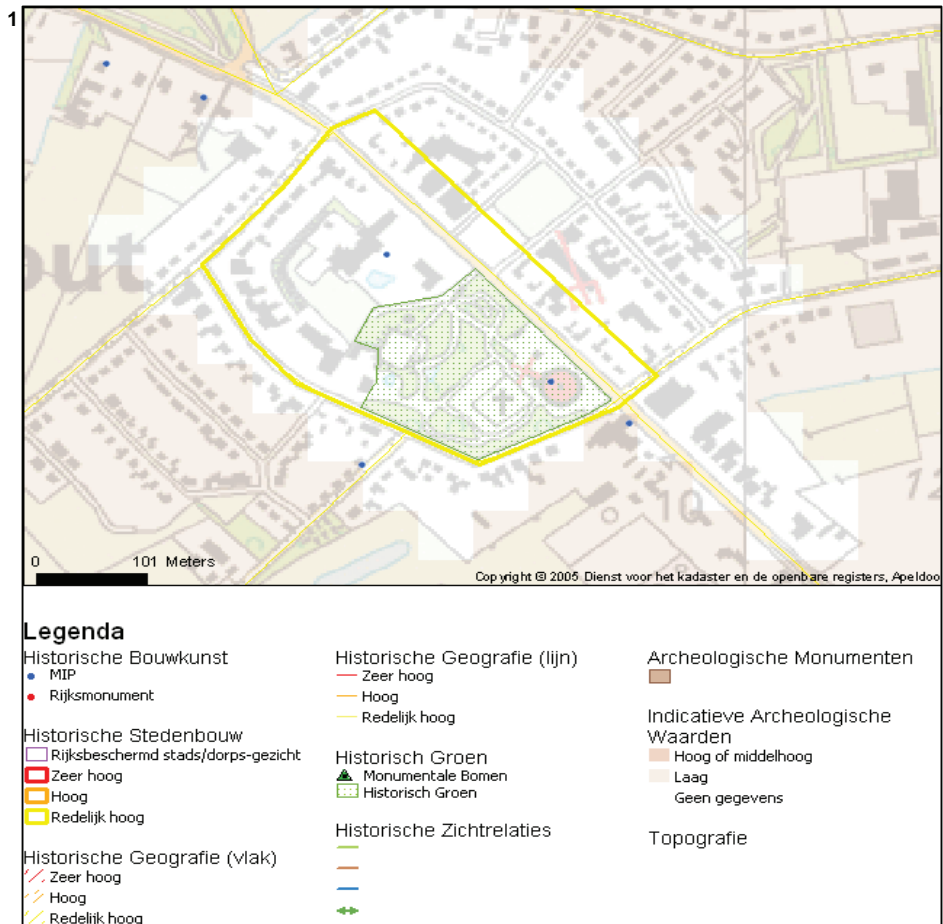 1
out
10
12
0 101 Meters
Copyright © 2005 Dienst voor het kadaster en de openbare registers, Apeldoo
Legenda
Historische Bouwkunst
MIP
Rijksmonument
Historische Stedenbouw
Rijksbeschermd stads/dorps-gezicht
Zeer hoog
Hoog
Redelijk hoog
Historische Geografie (vlak)
Zeer hoog
Hoog
Redelijk hoog
Historische Geografie (lijn)
Zeer hoog
Hoog
Redelijk hoog
Historisch Groen
Monumentale Bomen
Historisch Groen
Historische Zichtrelaties
Archeologische Monumenten
Indicatieve Archeologische
Waarden
Hoog of middelhoog
Laag
Geen gegevens
Topografie